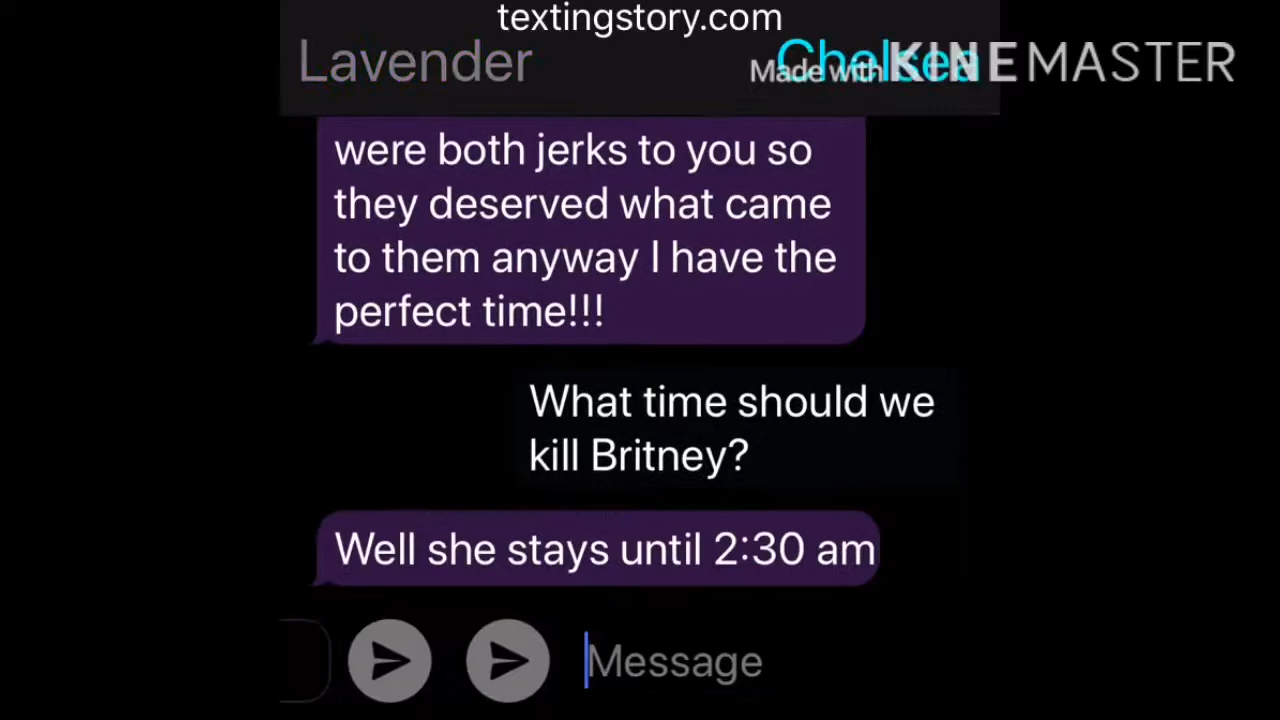 textingstory.com
Lavender
Chelsea
Made with KINEMASTER
were both jerks to you so
they deserved what came
to them anyway I have the
perfect time!!!
What time should we
kill Britney?
Well she stays until 2:30 am
Message